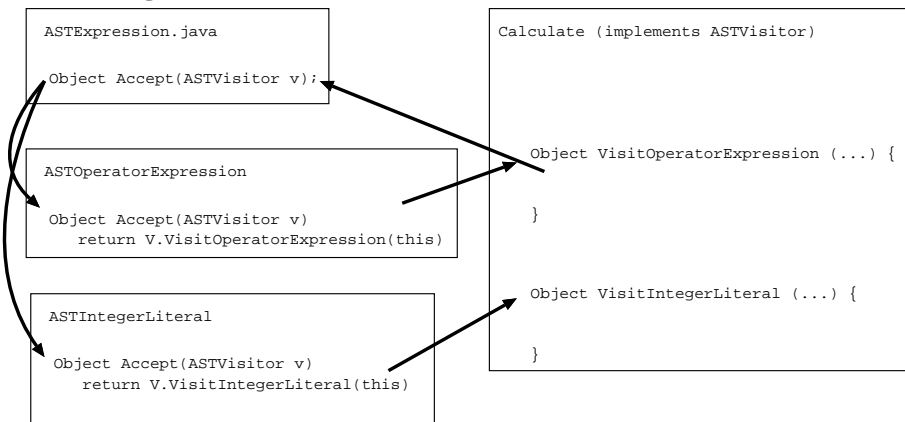 ASTExpression.java
Object Accept(ASTVisitor v);
ASTOperatorExpression
Object Accept(ASTVisitor v)
return V.VisitOperatorExpression(this)
ASTIntegerLiteral
Object Accept(ASTVisitor v)
return V.VisitIntegerLiteral(this)
Calculate (implements ASTVisitor)
Object VisitOperatorExpression (...) {
}
Object VisitIntegerLiteral (...) {
}